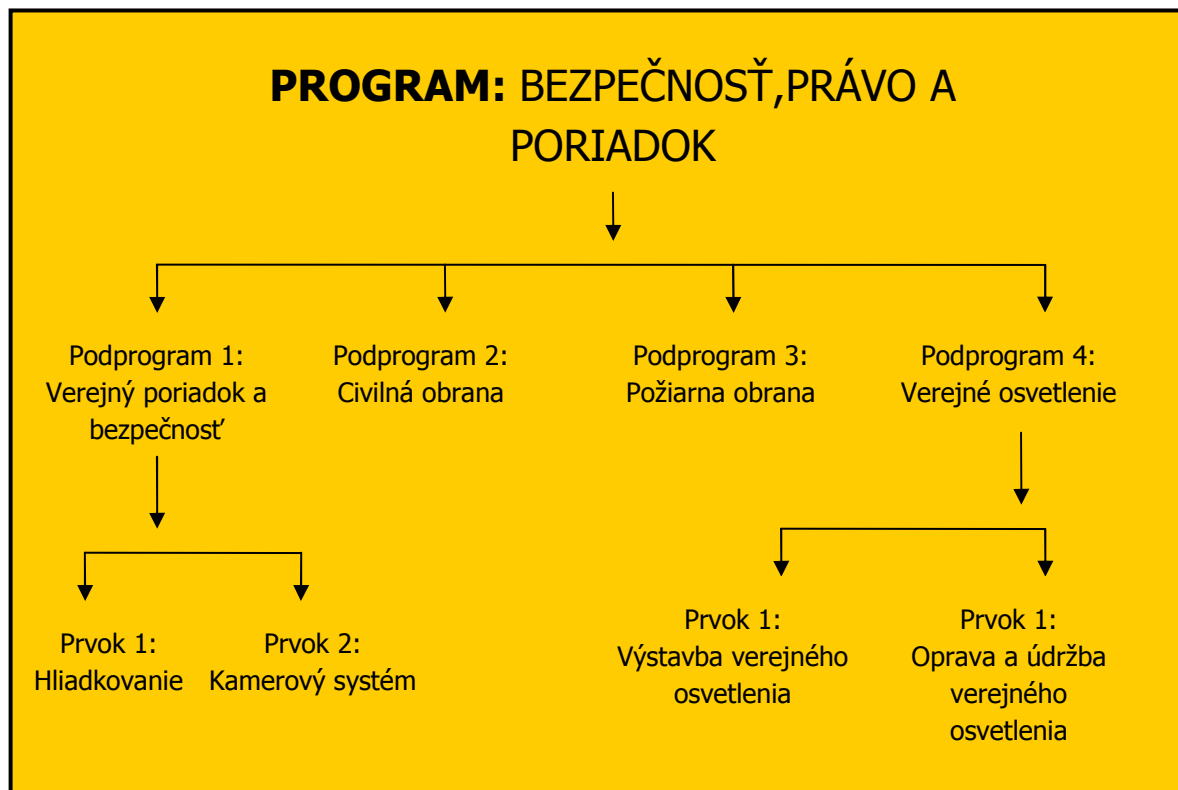 PROGRAM: BEZPEČNOSŤ,PRÁVO A
PORIADOK
Podprogram 1:
Verejný poriadok a
bezpečnosť
Podprogram 2:
Civilná obrana
Podprogram 3:
Požiarna obrana
Podprogram 4:
Verejné osvetlenie
Prvok 1:
Hliadkovanie
Prvok 2:
Kamerový systém
Prvok 1:
Výstavba verejného
osvetlenia
Prvok 1:
Oprava a údržba
verejného
osvetlenia